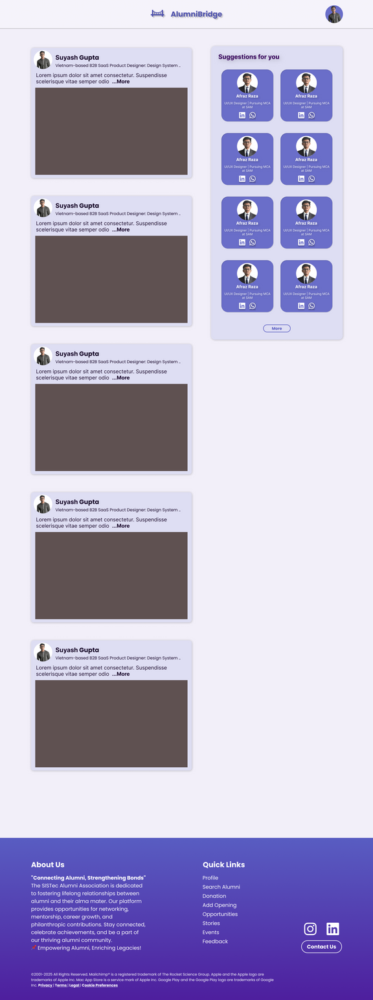 AlumniBridge
Suyash Gupta
Vietnam-based B2B SaaS Product Designer: Design System ..
Lorem ipsum dolor sit amet consectetur. Suspendisse
scelerisque vitae semper odio ...More
Suyash Gupta
Vietnam-based B2B SaaS Product Designer: Design System ..
Lorem ipsum dolor sit amet consectetur. Suspendisse
scelerisque vitae semper odio ...More
Suyash Gupta
Vietnam-based B2B SaaS Product Designer: Design System ..
Lorem ipsum dolor sit amet consectetur. Suspendisse
scelerisque vitae semper odio ...More
Suyash Gupta
Vietnam-based B2B SaaS Product Designer: Design System ..
Lorem ipsum dolor sit amet consectetur. Suspendisse
scelerisque vitae semper odio ...More
Suyash Gupta
Vietnam-based B2B SaaS Product Designer: Design System ..
Lorem ipsum dolor sit amet consectetur. Suspendisse
scelerisque vitae semper odio ...More
Suggestions for you
Afraz Raza
UI/UX Designer | Pursuing MCA
at SAM
Afraz Raza
UI/UX Designer | Pursuing MCA
at SAM
Afraz Raza
UI/UX Designer | Pursuing MCA
at SAM
Afraz Raza
UI/UX Designer | Pursuing MCA
at SAM
Afraz Raza
UI/UX Designer | Pursuing MCA
at SAM
Afraz Raza
UI/UX Designer | Pursuing MCA
at SAM
Afraz Raza
UI/UX Designer | Pursuing MCA
at SAM
Afraz Raza
UI/UX Designer | Pursuing MCA
at SAM
More
About Us
"Connecting Alumni, Strengthening Bonds"
The SISTec Alumni Association is dedicated
to fostering lifelong relationships between
alumni and their alma mater. Our platform
provides opportunities for networking,
mentorship, career growth, and
philanthropic contributions. Stay connected,
celebrate achievements, and be a part of
our thriving alumni community.
🚀 Empowering Alumni, Enriching Legacies!
Quick Links
Profile
Search Alumni
Donation
Add Opening
Opportunities
Stories
Events
Feedback
Contact Us
©2001-2025 All Rights Reserved. Mailchimp® is a registered trademark of The Rocket Science Group. Apple and the Apple logo are
trademarks of Apple Inc. Mac App Store is a service mark of Apple Inc. Google Play and the Google Play logo are trademarks of Google
Inc. Privacy | Terms | Legal | Cookie Preferences